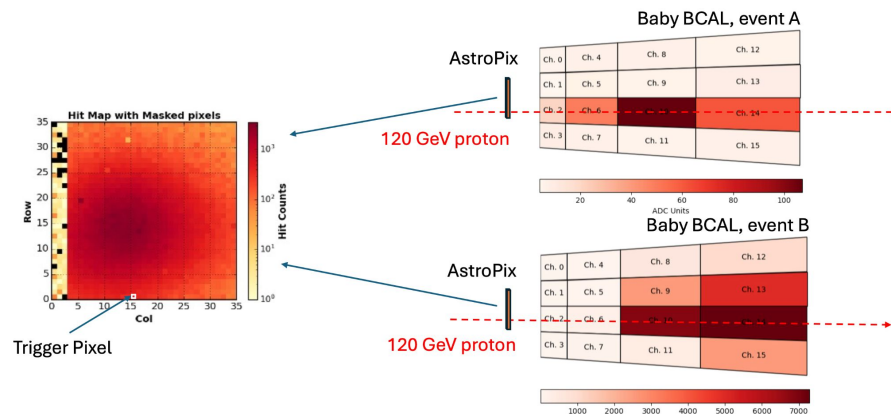 Baby BCAL, event A
AstroPix
Ch. 0
Ch. 4
Ch. 8
Ch. 12
Ch. 1
Ch. 5
Ch. 9
Ch. 13
Ch. 2
Ch. 6
Ch. 14
Ch. 3
Ch. 7
Ch. 11
Ch. 15
120 GeV proton
20 40 60 80 100
ADC Units
Hit Map with Masked pixels
35
30
25
20
15
10
5
0
Row
0 5 10 15 20 25 30 35
Col
10³
10²
10¹
10⁰
Hit Counts
Trigger Pixel
Baby BCAL, event B
AstroPix
Ch. 0
Ch. 4
Ch. 8
Ch. 12
Ch. 1
Ch. 5
Ch. 9
Ch. 13
Ch. 2
Ch. 6
Ch. 10
Ch. 3
Ch. 7
Ch. 11
Ch. 15
120 GeV proton
1000 2000 3000 4000 5000 6000 7000